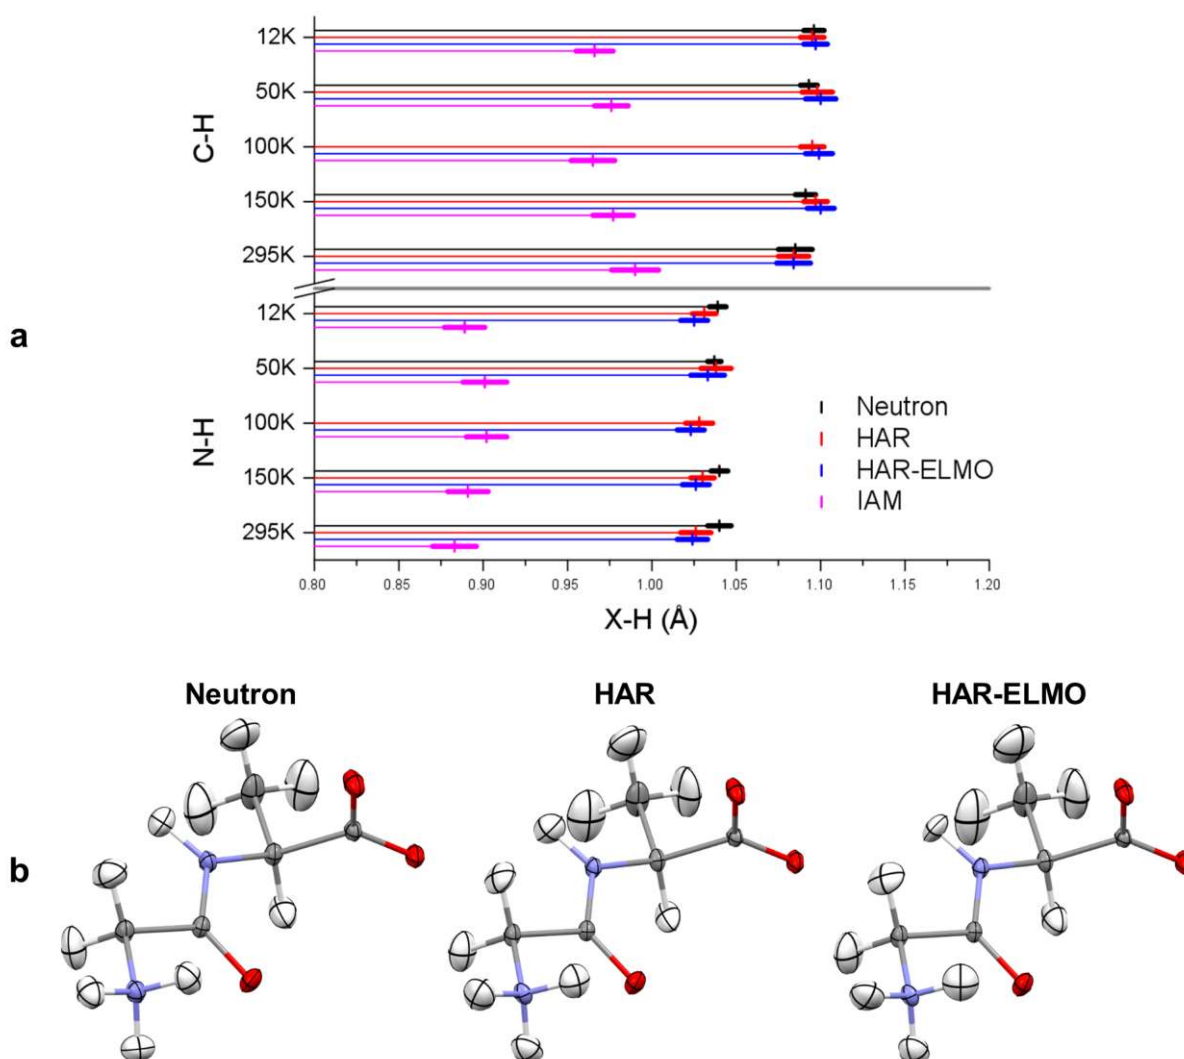 12K
50K
C-H
100K
150K
295K
a
12K
50K
Neutron
N-H
100K
HAR
HAR-ELMO
150K
IAM
295K
0.80 0.85 0.90 0.95 1.00 1.05 1.10 1.15 1.20
X-H (Å)
Neutron HAR HAR-ELMO
b